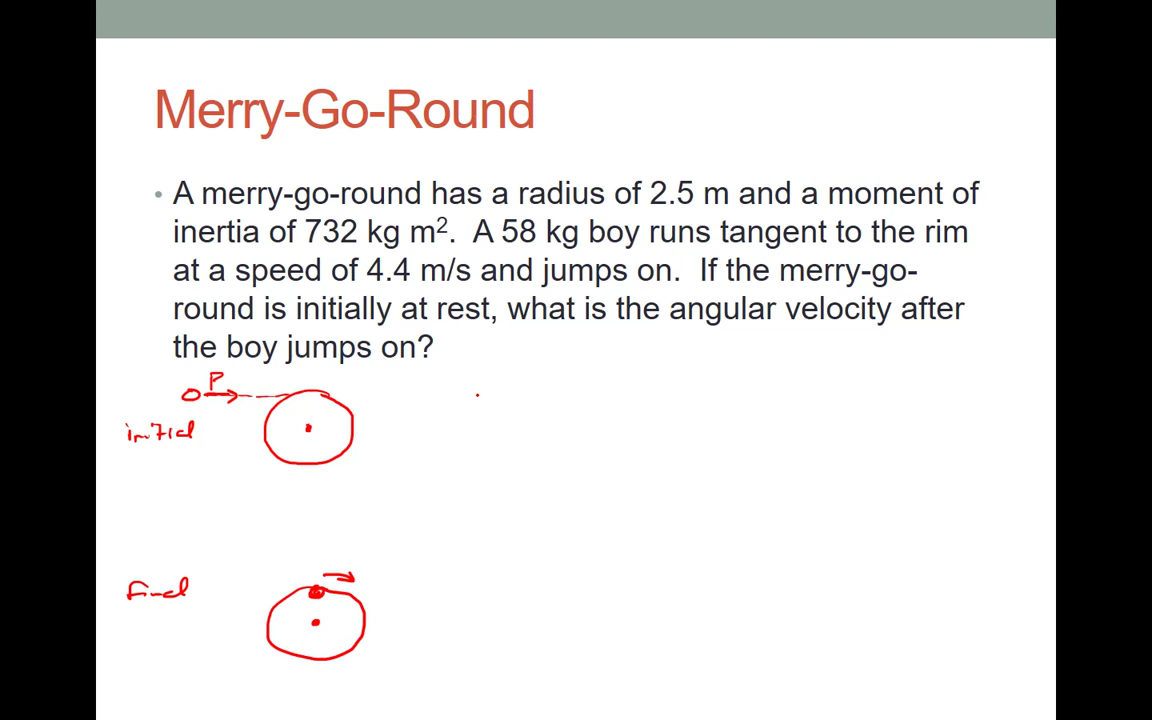 Merry-Go-Round
• A merry-go-round has a radius of 2.5 m and a moment of
inertia of 732 kg m². A 58 kg boy runs tangent to the rim
at a speed of 4.4 m/s and jumps on. If the merry-go-
round is initially at rest, what is the angular velocity after
the boy jumps on?
P
initial
Final